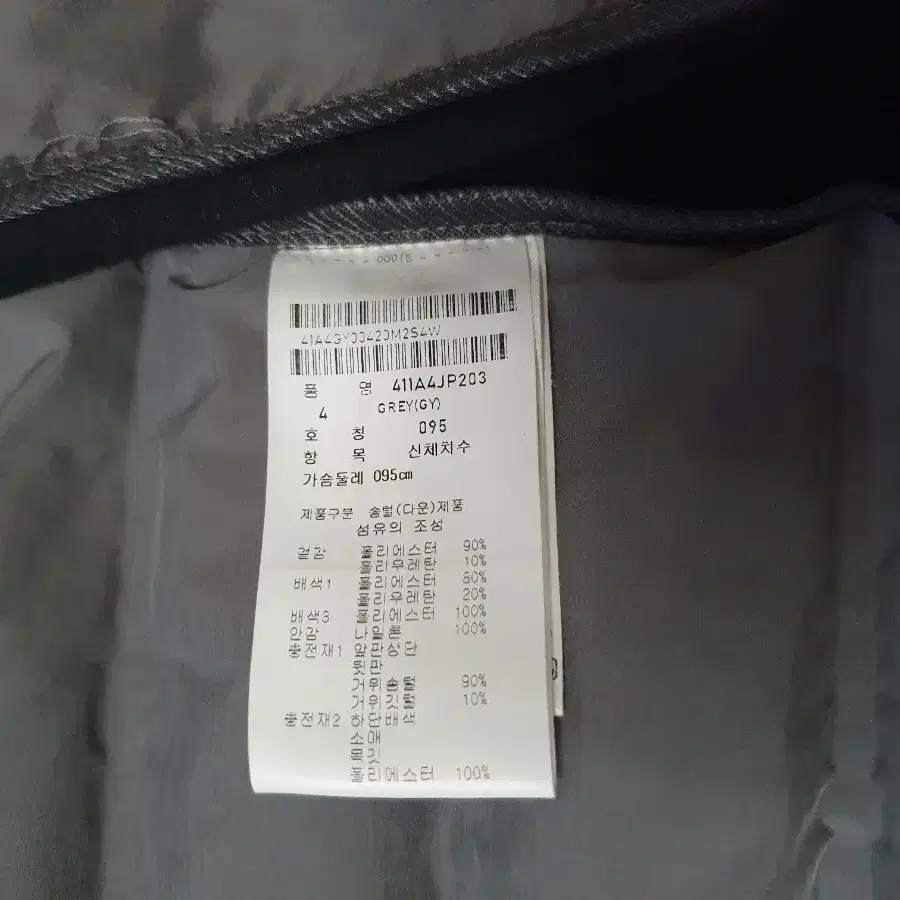 00015
41A4GY00420M2S4W
품 명 411A4JP203
4 GREY(GY)
호 칭 095
항 목 신체치수
가슴둘레 095cm
제품구분 솜털(다운)제품
섬유의 조성
겉감 폴리에스터 90%
폴리우레탄 10%
배색1 폴리에스터 80%
폴리우레탄 20%
배색3 폴리에스터 100%
안감 나일론 100%
충전재1 앞판상단
뒷판
거위솜털 90%
거위깃털 10%
충전재2 하단배색
소매
목깃
폴리에스터 100%